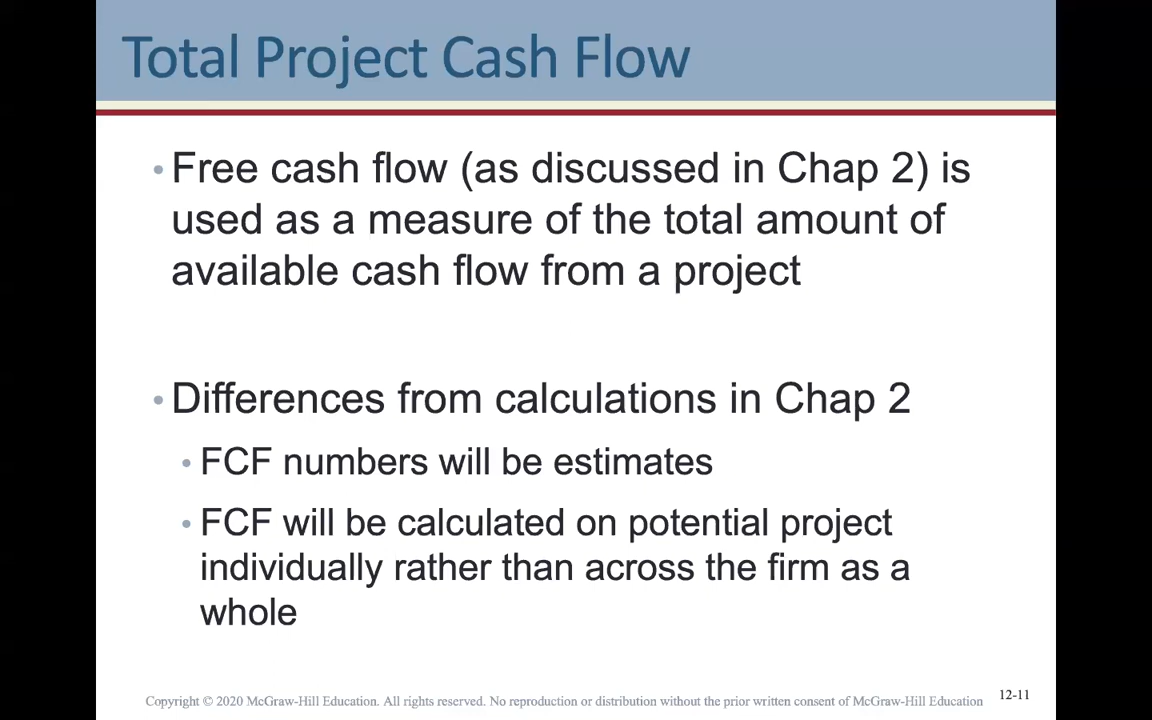 Total Project Cash Flow
• Free cash flow (as discussed in Chap 2) is
used as a measure of the total amount of
available cash flow from a project
• Differences from calculations in Chap 2
• FCF numbers will be estimates
• FCF will be calculated on potential project
individually rather than across the firm as a
whole
Copyright © 2020 McGraw-Hill Education. All rights reserved. No reproduction or distribution without the prior written consent of McGraw-Hill Education
12-11